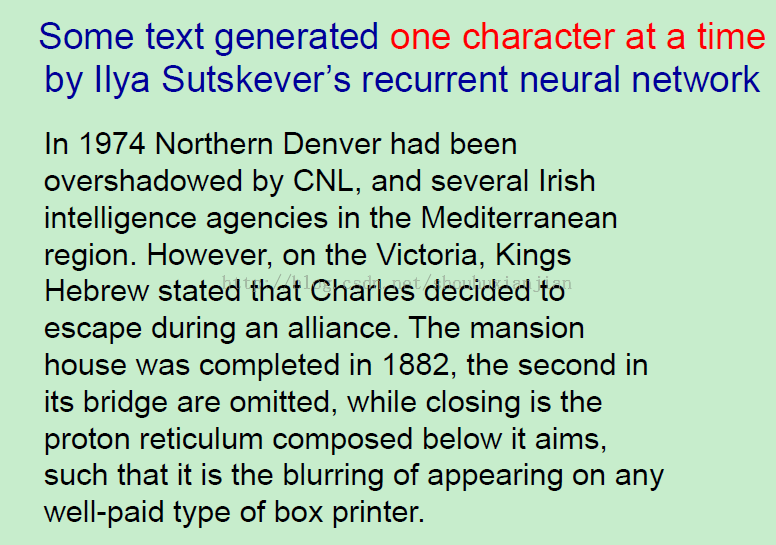 Some text generated one character at a time
by Ilya Sutskever’s recurrent neural network
In 1974 Northern Denver had been
overshadowed by CNL, and several Irish
intelligence agencies in the Mediterranean
region. However, on the Victoria, Kings
Hebrew stated that Charles decided to
http://blog.csdn.net/shouhuxianjian
escape during an alliance. The mansion
house was completed in 1882, the second in
its bridge are omitted, while closing is the
proton reticulum composed below it aims,
such that it is the blurring of appearing on any
well-paid type of box printer.